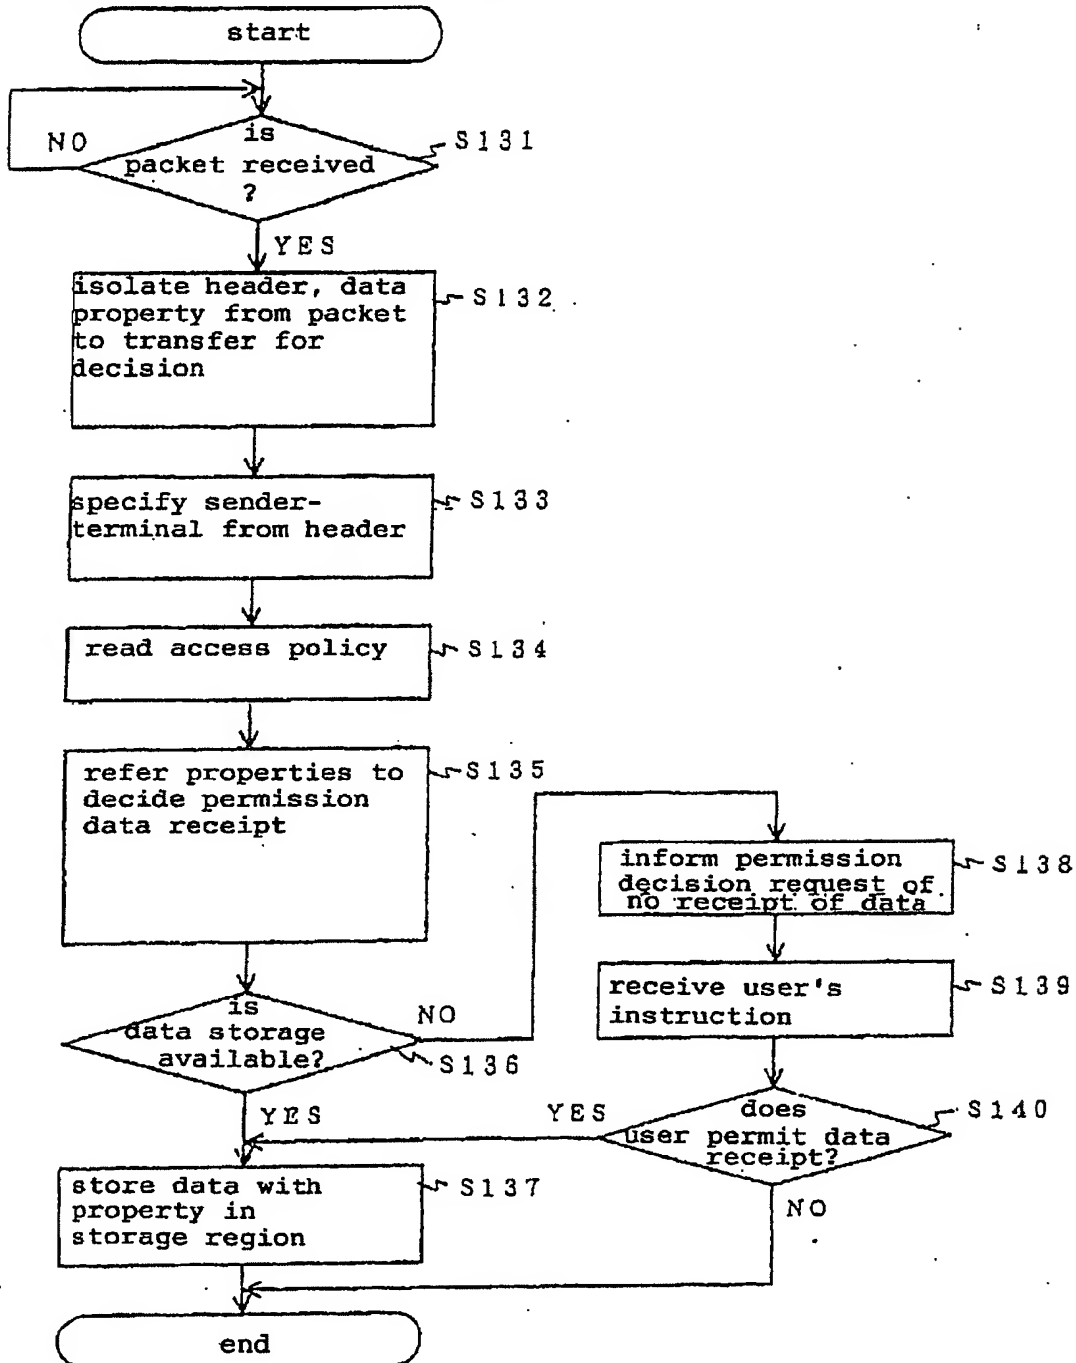 start
is
packet received
?
NO
S131
YES
isolate header, data
property from packet
to transfer for
decision
S132
specify sender-
terminal from header
S133
read access policy
S134
refer properties to
decide permission
data receipt
S135
is
data storage
available?
NO
S136
YES
inform permission
decision request of
no receipt of data
S138
receive user's
instruction
S139
does
user permit data
receipt?
S140
YES
NO
store data with
property in
storage region
S137
end